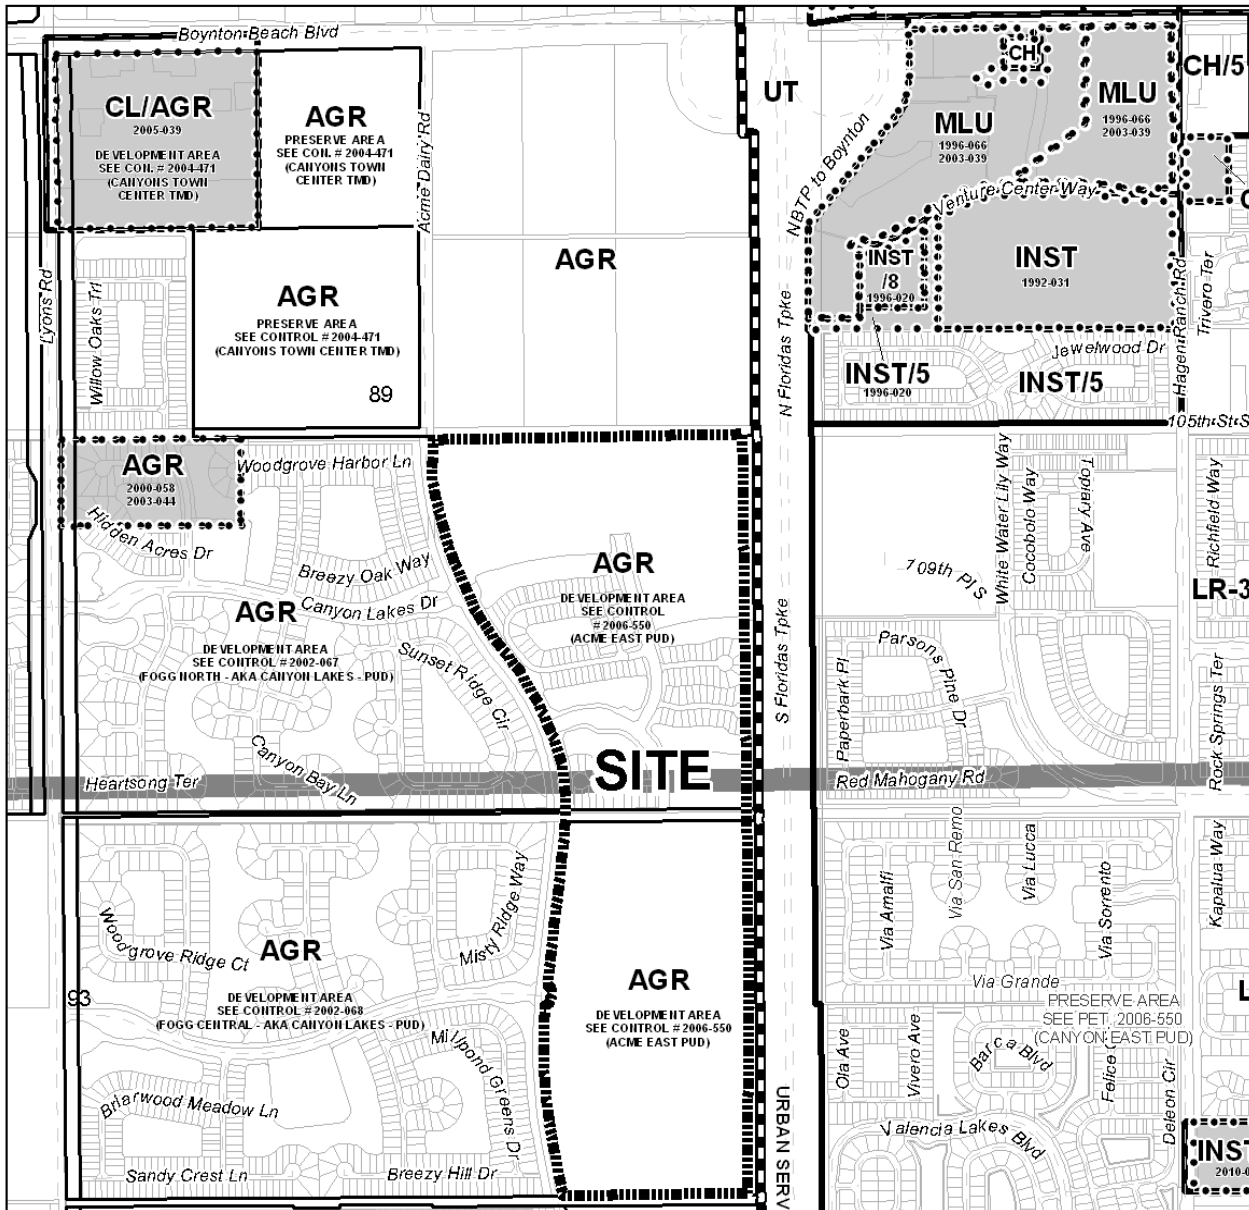 Boynton Beach Blvd
CL/AGR
2005-039
DEVELOPMENT AREA
SEE CON. # 2004-471
(CANYONS TOWN
CENTER TMD)
AGR
PRESERVE AREA
SEE CON. # 2004-471
(CANYONS TOWN
CENTER TMD)
Acme Dairy Rd
UT
NBTP to Boynton
CH
MLU
1996-066
2003-039
MLU
1996-066
2003-039
CH/5
Venture Center Way
AGR
INST
/8
1996-020
INST
1992-031
Lyons Rd
Willow Oaks Trl
AGR
PRESERVE AREA
SEE CONTROL # 2004-471
(CANYONS TOWN CENTER TMD)
89
N Floridas Tpke
Hagen Ranch Rd
Trivero Ter
Jewelwood Dr
INST/5
1996-020
INST/5
105th St S
AGR
2000-058
2003-044
Woodgrove Harbor Ln
Hidden Acres Dr
Breezy Oak Way
Canyon Lakes Dr
AGR
DEVELOPMENT AREA
SEE CONTROL # 2002-067
(FOGG NORTH - AKA CANYON LAKES - PUD)
Sunset Ridge Cir
AGR
DEVELOPMENT AREA
SEE CONTROL
# 2006-550
(ACME EAST PUD)
S Floridas Tpke
White Water Lily Way
Cocobolo Way
Topiary Ave
Richfield Way
109th Pl S
LR-3
Parsons Pine Dr
Paperbark Pl
Rock Springs Ter
SITE
Canyon Bay Ln
Heartsong Ter
Red Mahogany Rd
Via San Remo
Via Lucca
Via Amalfi
Via Sorrento
Kapalua Way
Misty Ridge Way
Woodgrove Ridge Ct
AGR
93
DEVELOPMENT AREA
SEE CONTROL # 2002-068
(FOGG CENTRAL - AKA CANYON LAKES - PUD)
AGR
DEVELOPMENT AREA
SEE CONTROL # 2006-550
(ACME EAST PUD)
Via Grande
PRESERVE AREA
SEE PET. 2006-550
(CANYON EAST PUD)
L
Millpond Greens Dr
Ola Ave
Vivero Ave
Barca Blvd
Deleon Cir
Briarwood Meadow Ln
Valencia Lakes Blvd
Sandy Crest Ln
Breezy Hill Dr
URBAN SERV
INST
2010-0